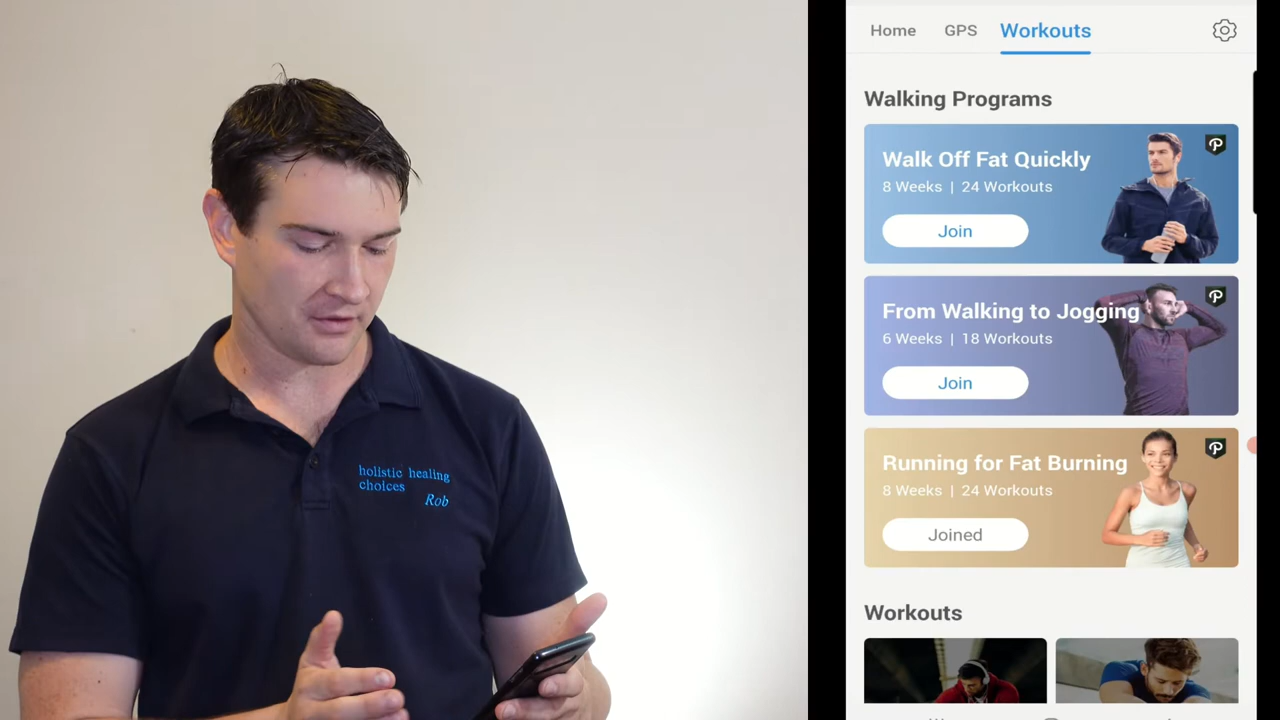 holistic healing
choices
Rob
Home GPS Workouts
Walking Programs
Walk Off Fat Quickly
8 Weeks | 24 Workouts
Join
From Walking to Jogging
6 Weeks | 18 Workouts
Join
Running for Fat Burning
8 Weeks | 24 Workouts
Joined
Workouts